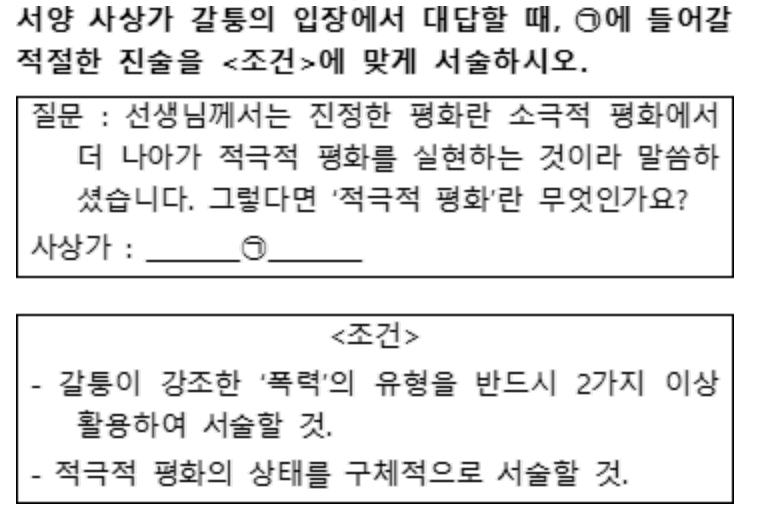 서양 사상가 갈퉁의 입장에서 대답할 때, ㉠에 들어갈
적절한 진술을 <조건>에 맞게 서술하시오.
질문 : 선생님께서는 진정한 평화란 소극적 평화에서
더 나아가 적극적 평화를 실현하는 것이라 말씀하
셨습니다. 그렇다면 '적극적 평화'란 무엇인가요?
사상가 : ______㉠______
<조건>
- 갈퉁이 강조한 '폭력'의 유형을 반드시 2가지 이상
활용하여 서술할 것.
- 적극적 평화의 상태를 구체적으로 서술할 것.